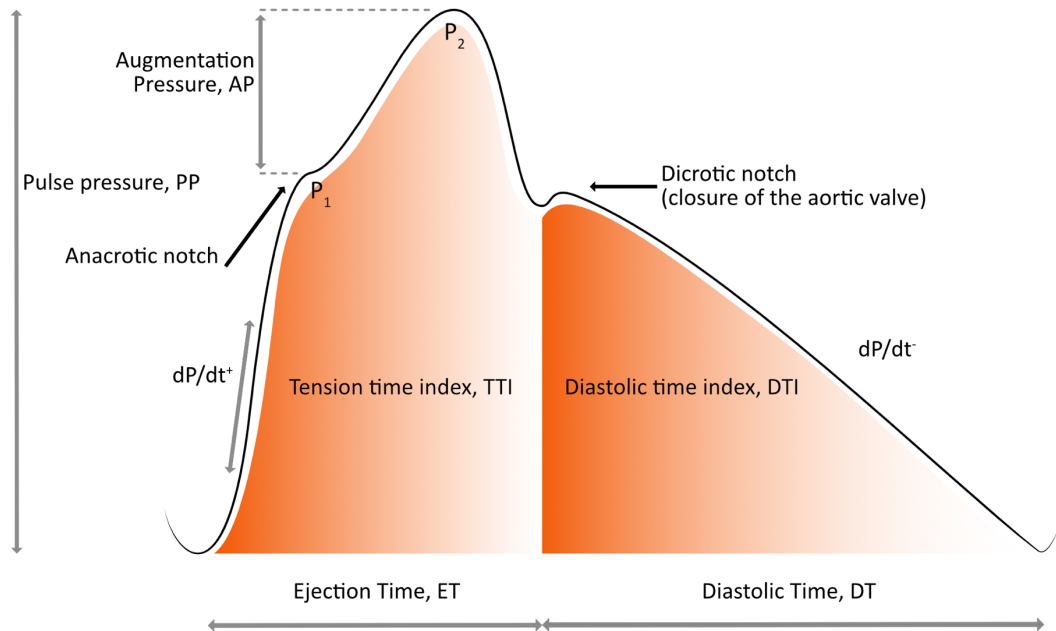 P₂
Augmentation
Pressure, AP
Pulse pressure, PP
P₁
Dicrotic notch
(closure of the aortic valve)
Anacrotic notch
dP/dt⁺
dP/dt⁻
Tension time index, TTI
Diastolic time index, DTI
Ejection Time, ET
Diastolic Time, DT